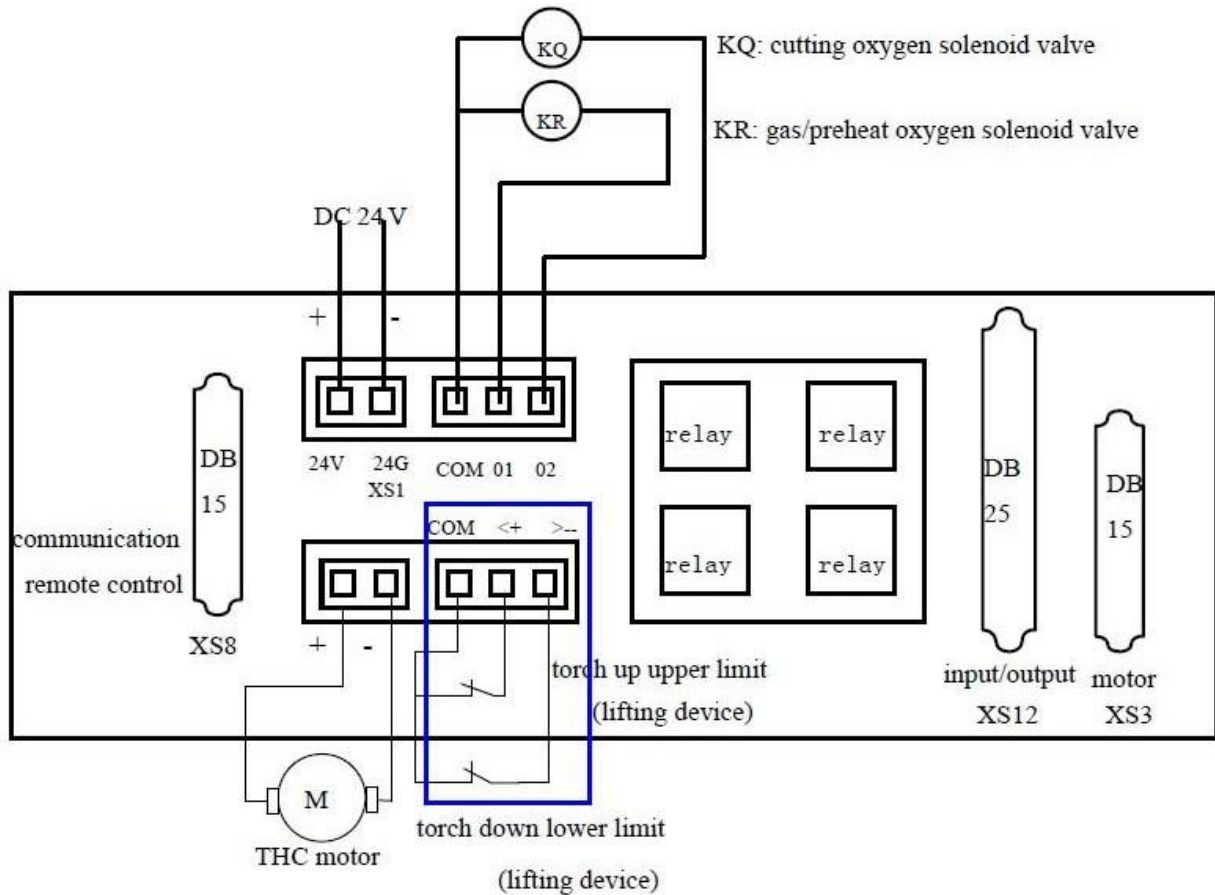 KQ
KQ: cutting oxygen solenoid valve
KR
KR: gas/preheat oxygen solenoid valve
DC 24V
+ -
24V 24G COM 01 02
XS1
DB
15
communication
remote control
XS8
COM <+ >--
+ -
relay relay
relay relay
DB
25
DB
15
torch up upper limit
(lifting device)
input/output
XS12
motor
XS3
M
THC motor
torch down lower limit
(lifting device)